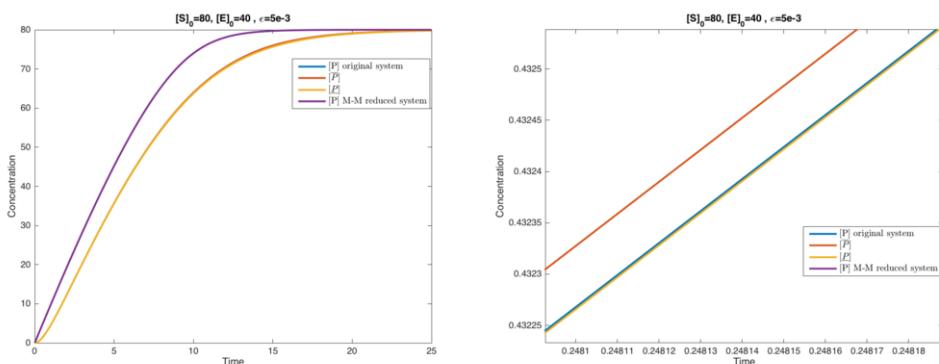 [S]0=80, [E]0=40 , ϵ=5e-3
Concentration
80
70
60
50
40
30
20
10
0
0 5 10 15 20 25
Time
[P] original system
[P̅]
[P̲]
[P] M-M reduced system
[S]0=80, [E]0=40 , ϵ=5e-3
Concentration
0.4325
0.43245
0.4324
0.43235
0.4323
0.43225
0.2481 0.24811 0.24812 0.24813 0.24814 0.24815 0.24816 0.24817 0.24818
Time
[P] original system
[P̅]
[P̲]
[P] M-M reduced system